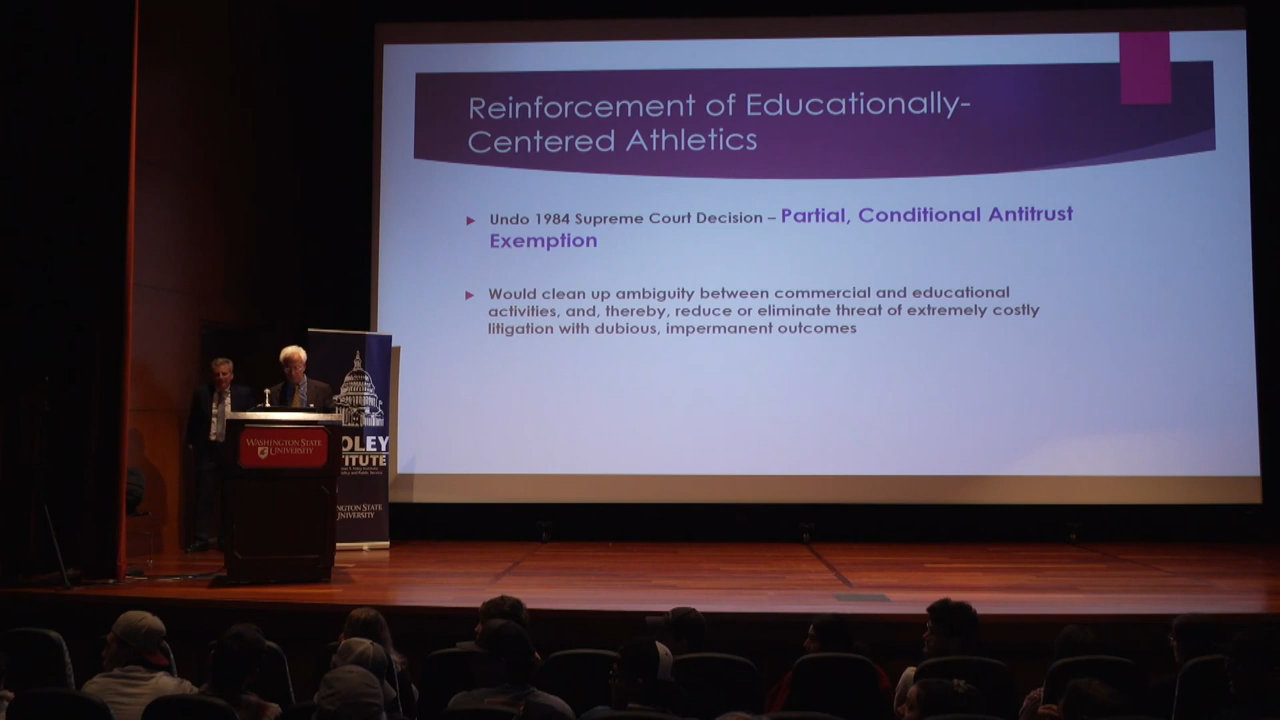 Reinforcement of Educationally-
Centered Athletics
Undo 1984 Supreme Court Decision – Partial, Conditional Antitrust
Exemption
Would clean up ambiguity between commercial and educational
activities, and, thereby, reduce or eliminate threat of extremely costly
litigation with dubious, impermanent outcomes
WASHINGTON STATE
UNIVERSITY
OLEY
TITUTE
NGTON STATE
UNIVERSITY